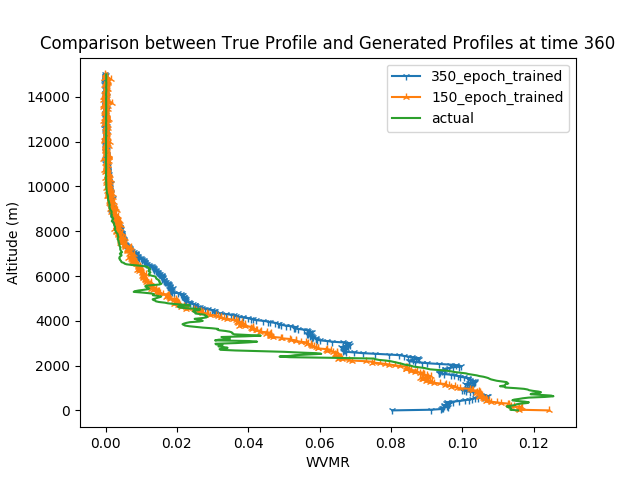 Comparison between True Profile and Generated Profiles at time 360
350_epoch_trained
150_epoch_trained
actual
Altitude (m)
14000
12000
10000
8000
6000
4000
2000
0
0.00 0.02 0.04 0.06 0.08 0.10 0.12
WVMR